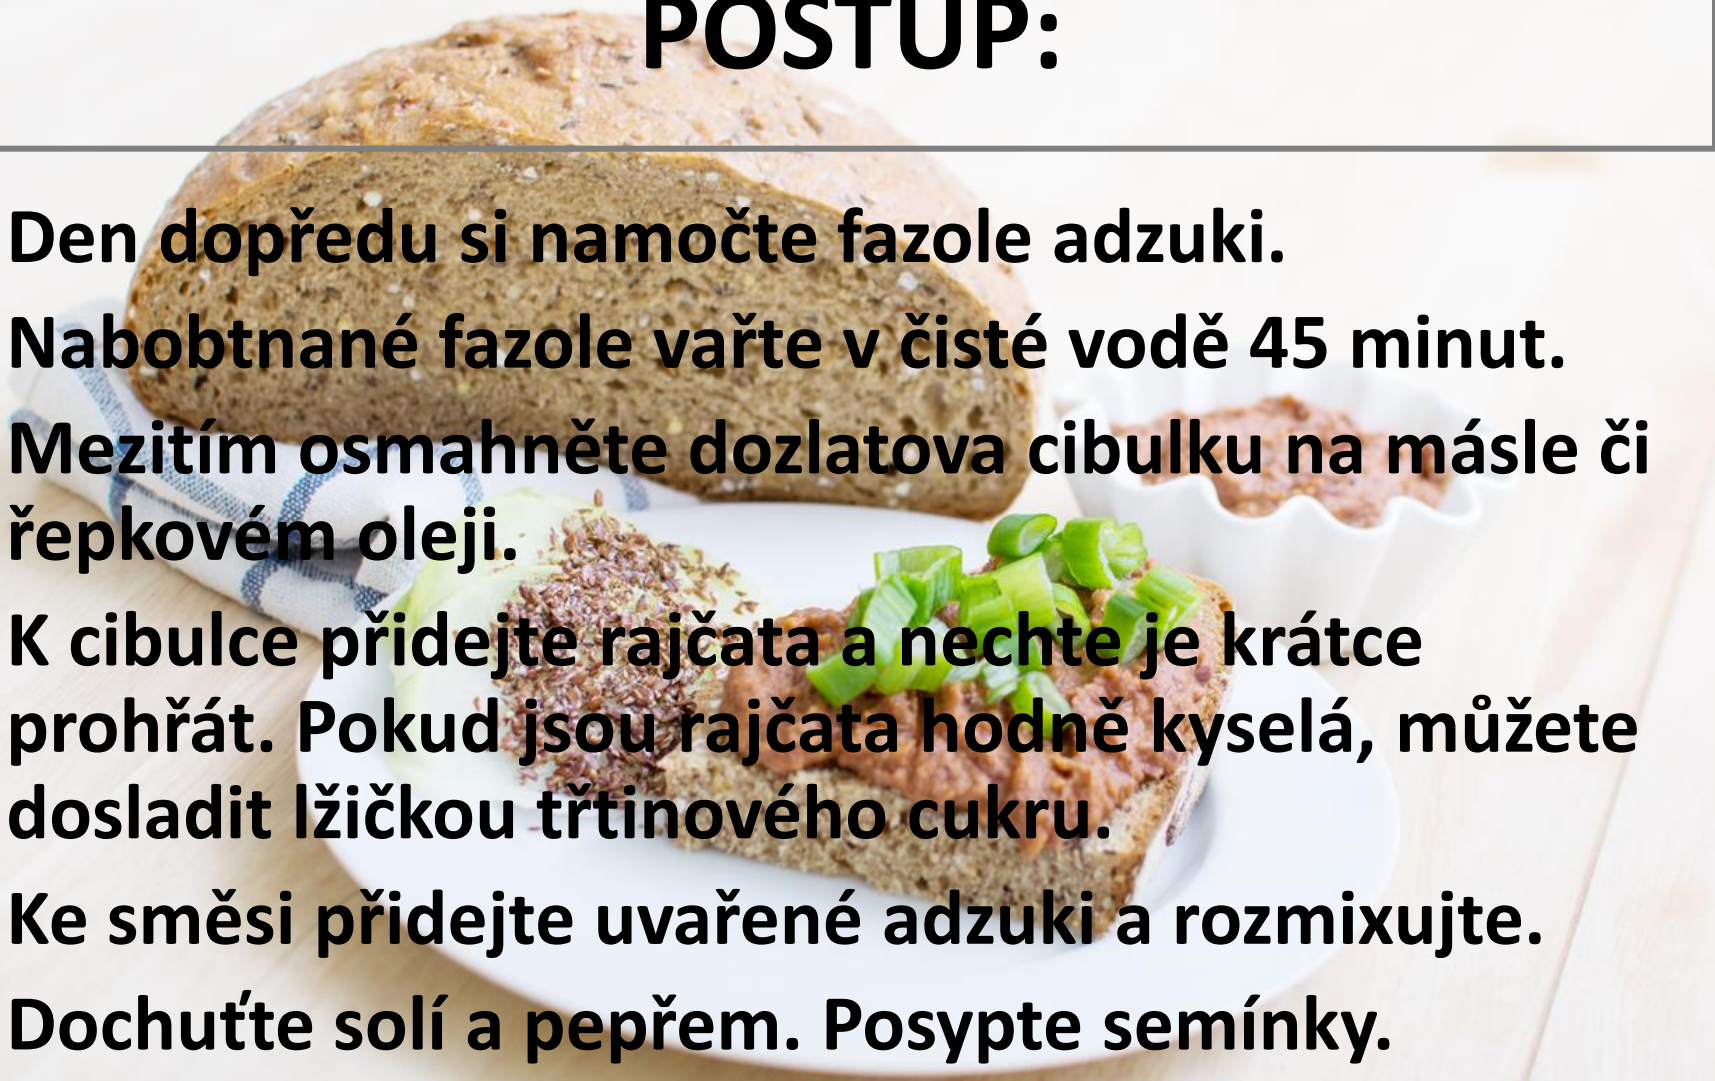 POSTUP:
Den dopředu si namočte fazole adzuki.
Nabobtnané fazole vařte v čisté vodě 45 minut.
Mezitím osmahněte dozlatova cibulku na másle či
řepkovém oleji.
K cibulce přidejte rajčata a nechte je krátce
prohřát. Pokud jsou rajčata hodně kyselá, můžete
dosladit lžičkou třtinového cukru.
Ke směsi přidejte uvařené adzuki a rozmixujte.
Dochuťte solí a pepřem. Posypte semínky.